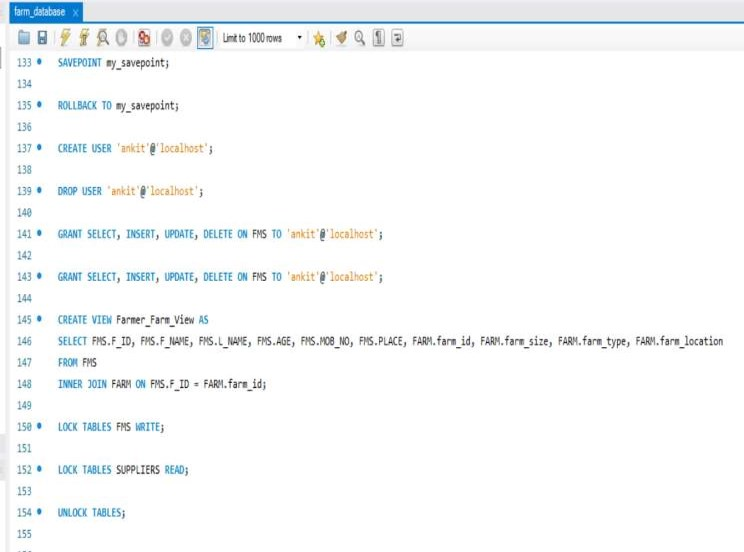 farm_database x
Limit to 1000 rows
133 SAVEPOINT my_savepoint;
134
135 ROLLBACK TO my_savepoint;
136
137 CREATE USER 'ankit'@'localhost';
138
139 DROP USER 'ankit'@'localhost';
140
141 GRANT SELECT, INSERT, UPDATE, DELETE ON FMS TO 'ankit'@'localhost';
142
143 GRANT SELECT, INSERT, UPDATE, DELETE ON FMS TO 'ankit'@'localhost';
144
145 CREATE VIEW Farmer_Farm_View AS
146 SELECT FMS.F_ID, FMS.F_NAME, FMS.L_NAME, FMS.AGE, FMS.MOB_NO, FMS.PLACE, FARM.farm_id, FARM.farm_size, FARM.farm_type, FARM.farm_location
147 FROM FMS
148 INNER JOIN FARM ON FMS.F_ID = FARM.farm_id;
149
150 LOCK TABLES FMS WRITE;
151
152 LOCK TABLES SUPPLIERS READ;
153
154 UNLOCK TABLES;
155